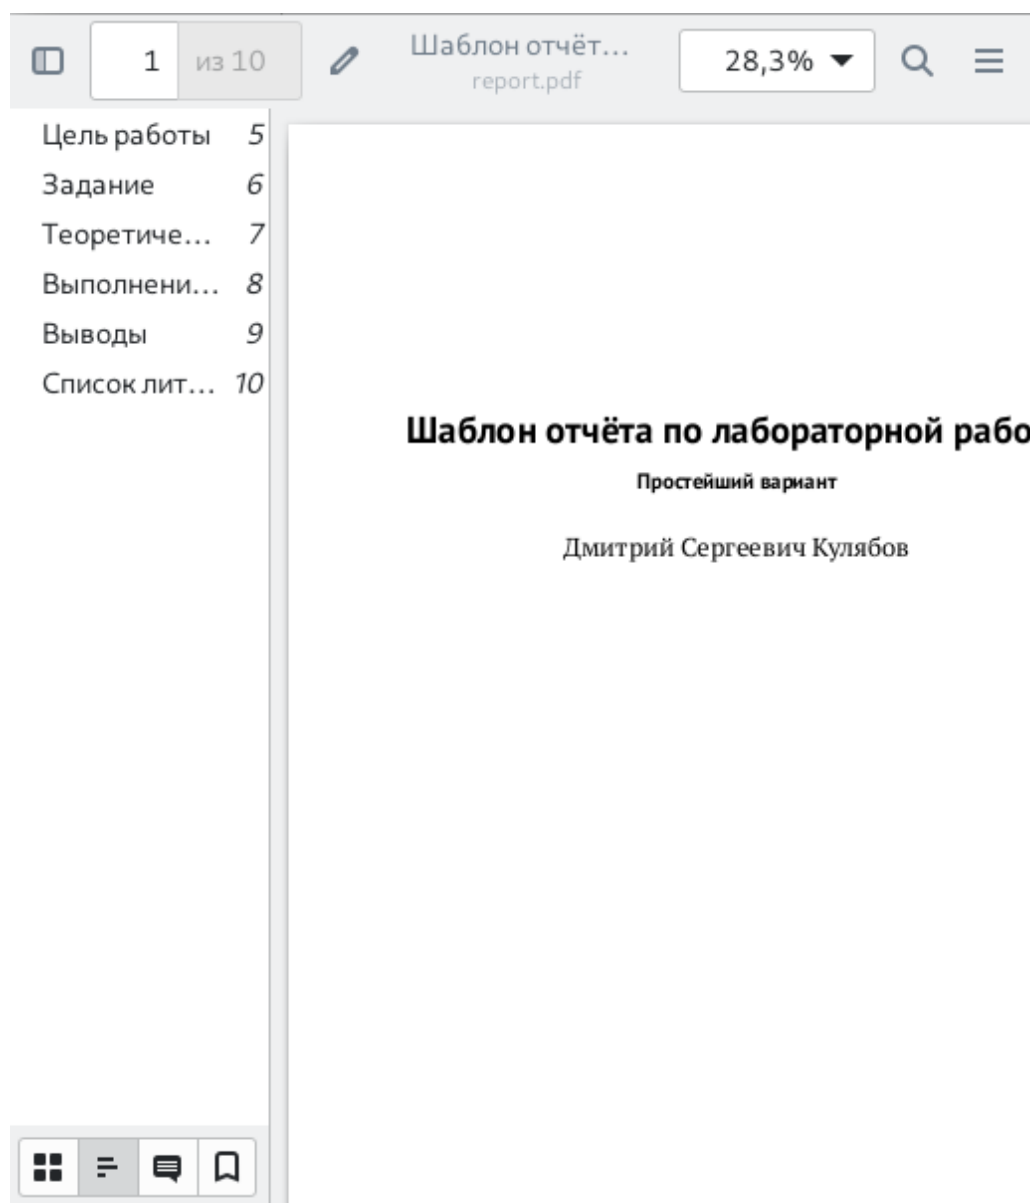 1 из 10
Шаблон отчёт...
report.pdf
28,3%
Цель работы 5
Задание 6
Теоретиче... 7
Выполнени... 8
Выводы 9
Список лит... 10
Шаблон отчёта по лабораторной рабо
Простейший вариант
Дмитрий Сергеевич Кулябов